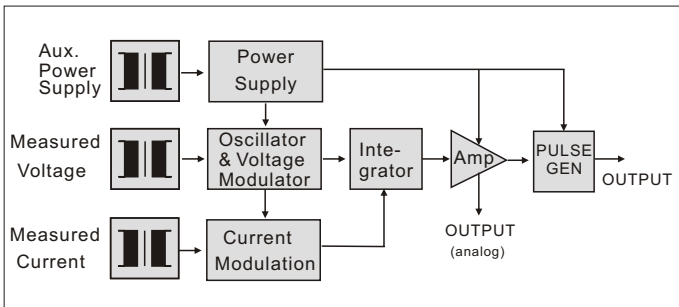 Aux.
Power
Supply
Power
Supply
Measured
Voltage
Oscillator
& Voltage
Modulator
Inte-
grator
Amp
PULSE
GEN
OUTPUT
OUTPUT
(analog)
Measured
Current
Current
Modulation